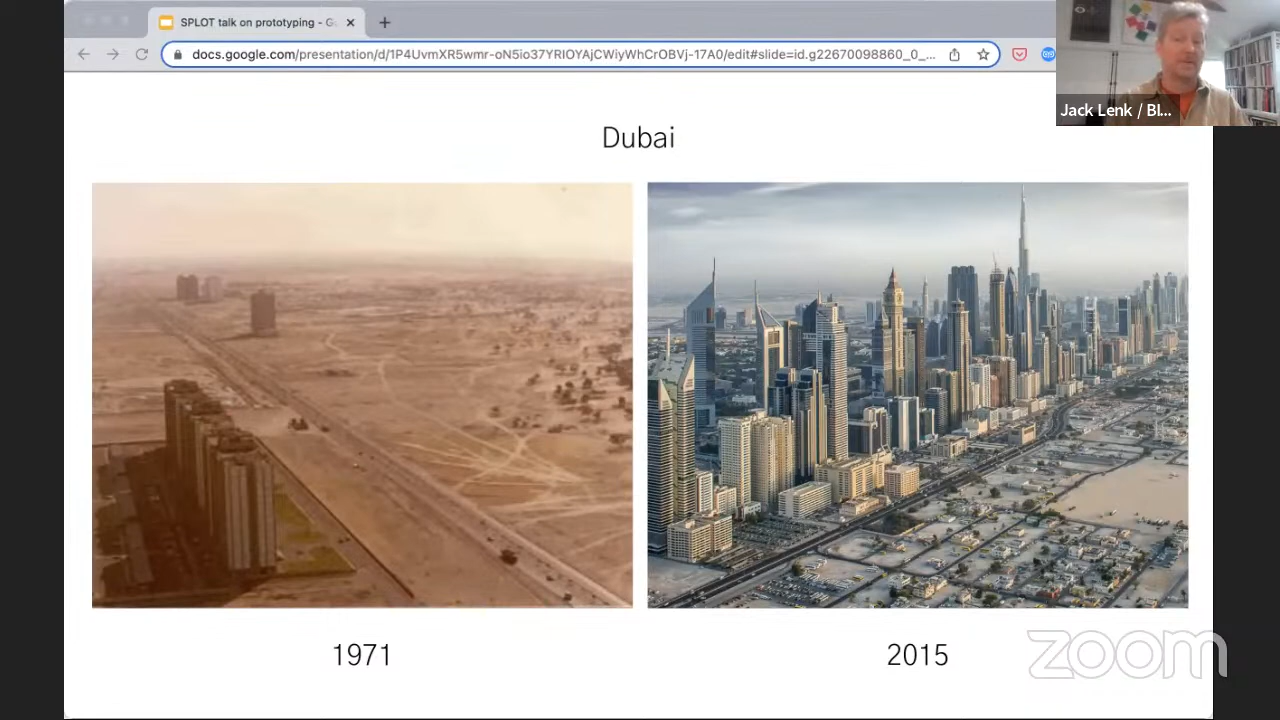 SPLOT talk on prototyping - G
docs.google.com/presentation/d/1P4UvmXR5wmr-oN5io37YRIOYAjCWiyWhCrOBVj-17A0/edit#slide=id.g22670098860_0_...
Jack Lenk / Bl...
Dubai
1971
2015
zoom